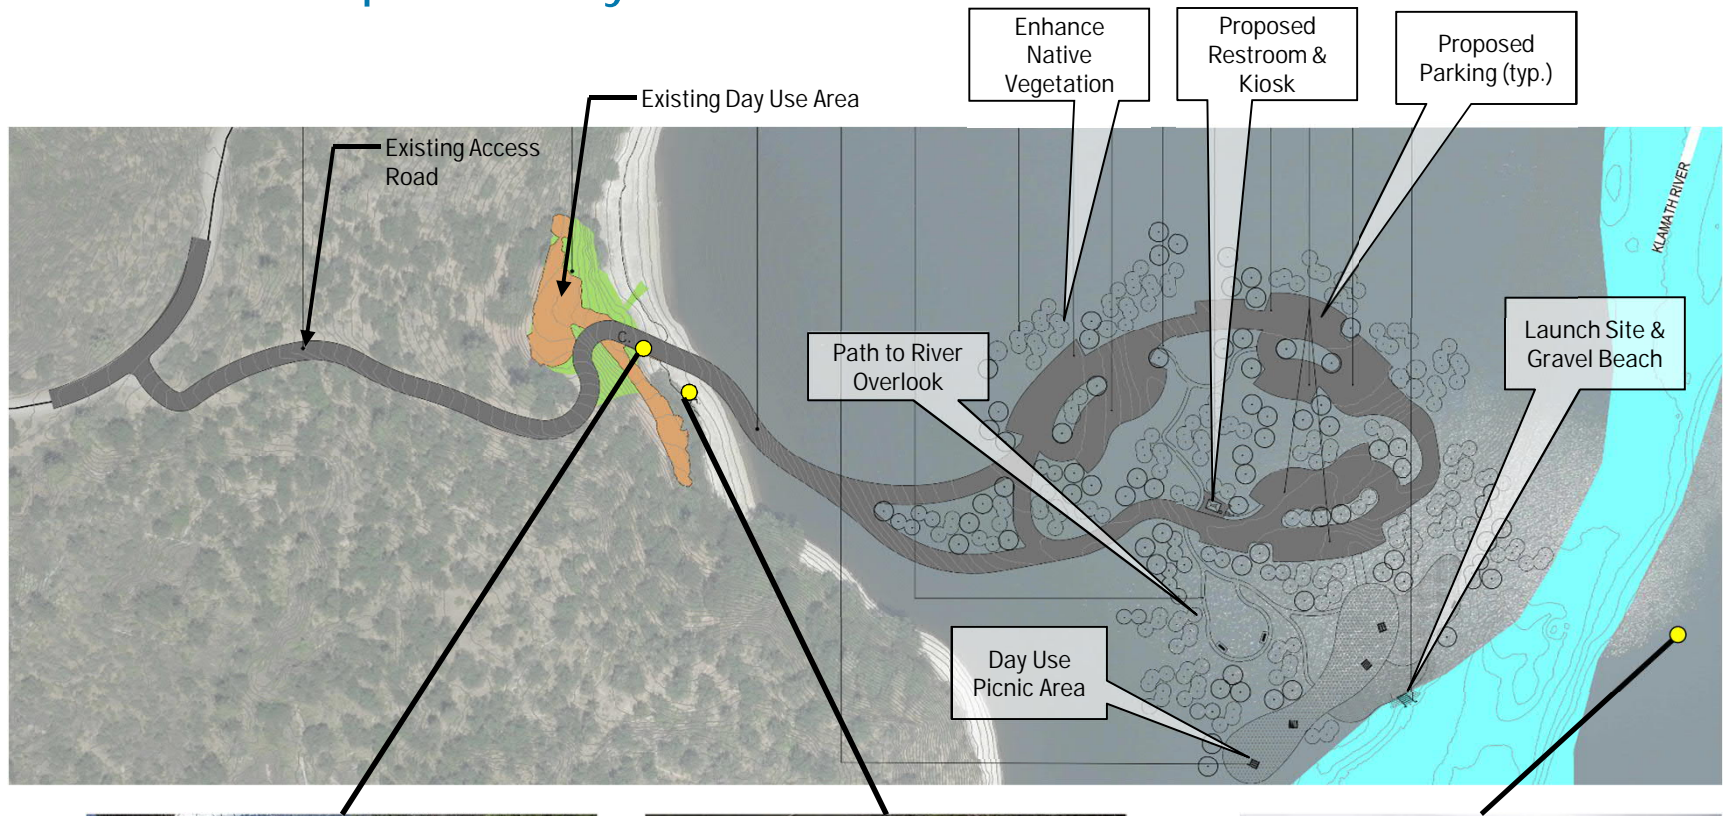 Enhance
Native
Vegetation
Proposed
Restroom &
Kiosk
Proposed
Parking (typ.)
Existing Day Use Area
Existing Access
Road
KLAMATH RIVER
Launch Site &
Gravel Beach
Path to River
Overlook
C.
Day Use
Picnic Area